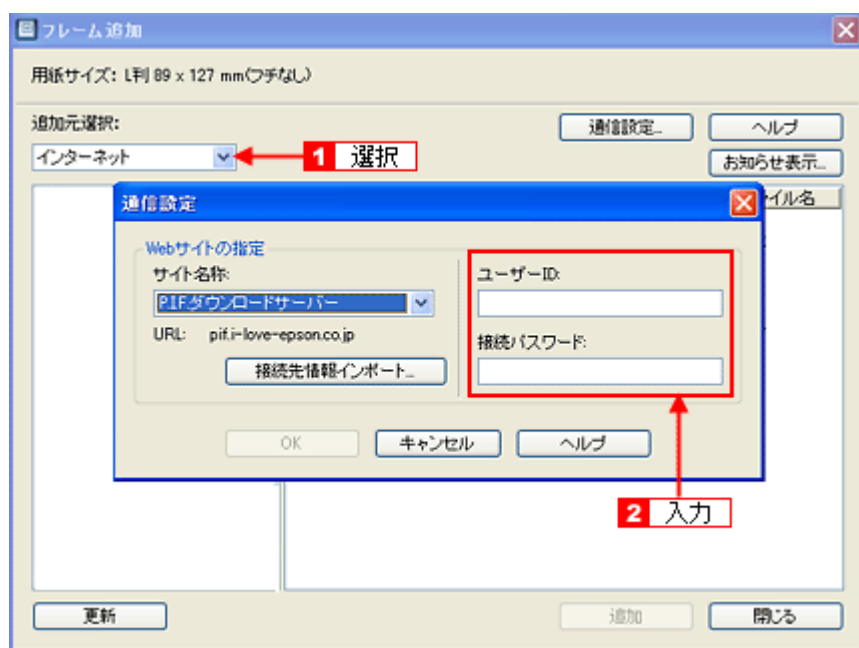 フレーム追加
用紙サイズ: L判 89 x 127 mm(フチなし)
追加元選択:
通信設定...
ヘルプ
インターネット
1 選択
お知らせ表示...
通信設定
イル名
Webサイトの指定
サイト名称:
P.I.F.ダウンロードサーバー
URL: pif.i-love-epson.co.jp
接続先情報インポート...
ユーザーID:
接続パスワード:
OK
キャンセル
ヘルプ
2 入力
更新
追加
閉じる